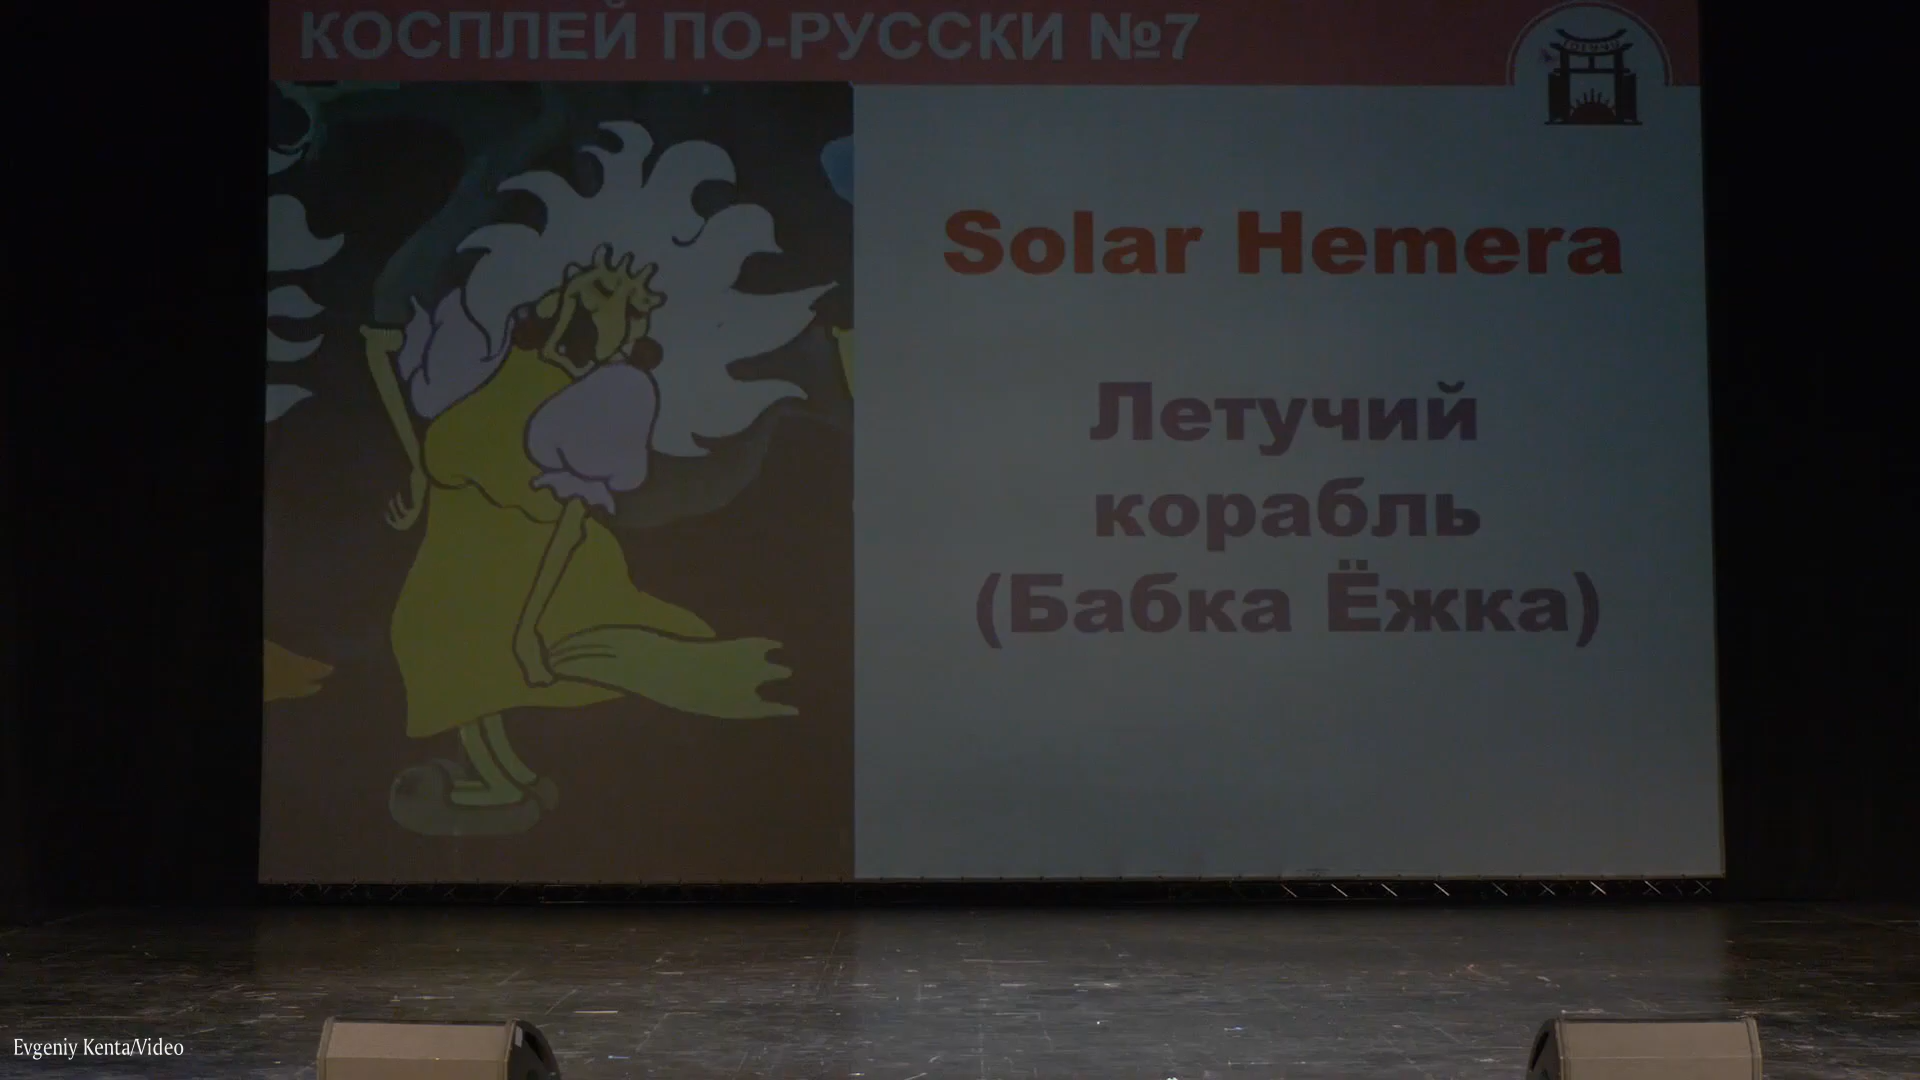 КОСПЛЕЙ ПО-РУССКИ №7
Solar Hemera
Летучий
корабль
(Бабка Ёжка)
Evgeniy Kenta/Video